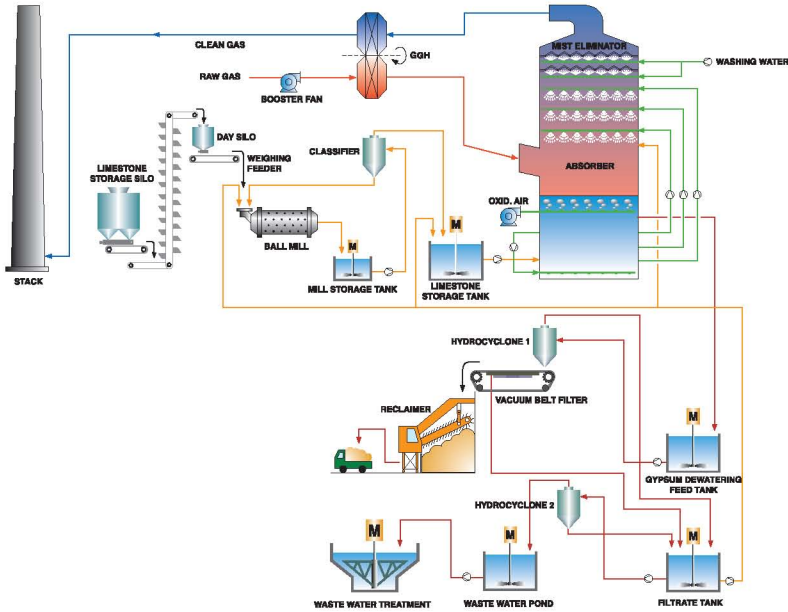 CLEAN GAS
GGH
MIST ELIMINATOR
WASHING WATER
RAW GAS
BOOSTER FAN
DAY SILO
CLASSIFIER
WEIGHING
FEEDER
LIMESTONE
STORAGE SILO
ABSORBER
OXID. AIR
BALL MILL
M
M
STACK
MILL STORAGE TANK
LIMESTONE
STORAGE TANK
HYDROCYCLONE 1
VACUUM BELT FILTER
RECLAIMER
M
GYPSUM DEWATERING
FEED TANK
HYDROCYCLONE 2
M
M
M
WASTE WATER TREATMENT
WASTE WATER POND
FILTRATE TANK